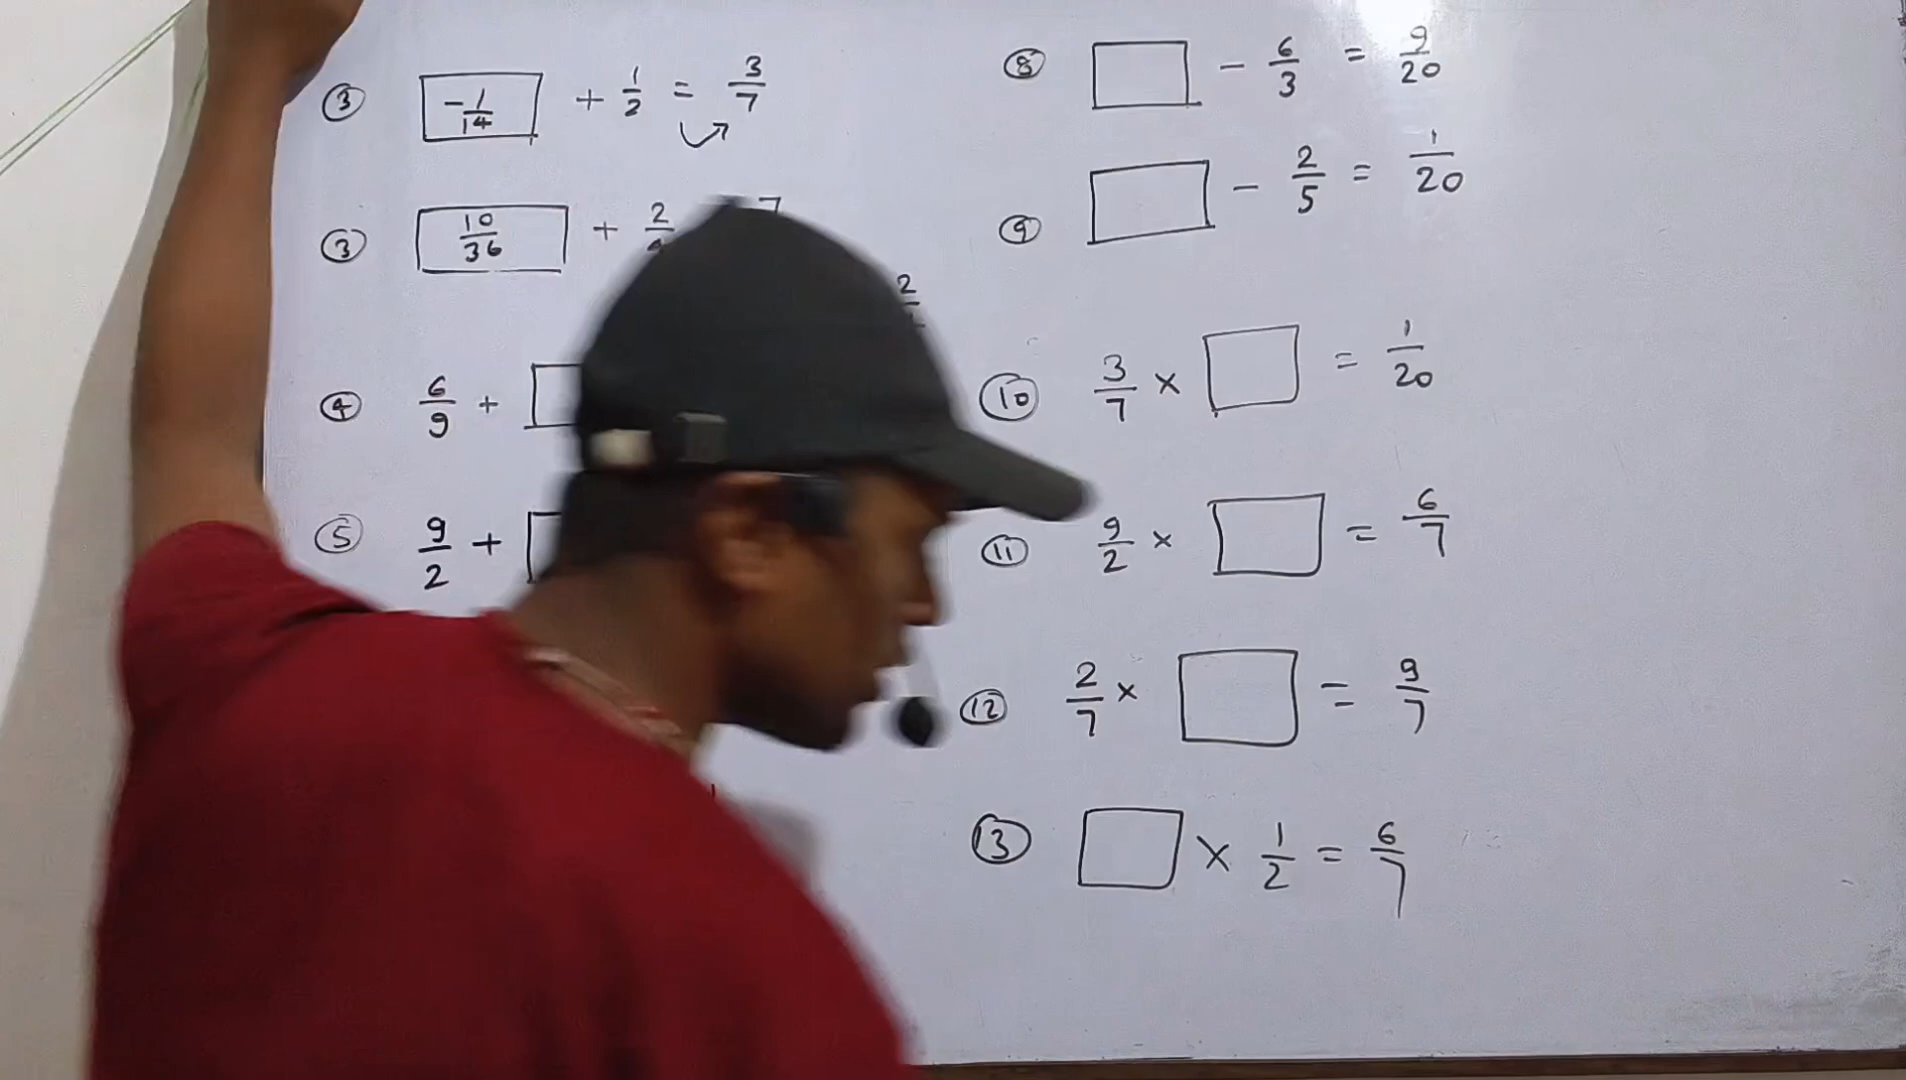 ③ -1/14 + 1/2 = 3/7
③ 10/36 + 2/
7
2/
④ 6/9 +
⑤ 9/2 +
⑧ □ - 6/3 = 9/20
⑨ □ - 2/5 = 1/20
⑩ 3/7 × □ = 1/20
⑪ 9/2 × □ = 6/7
⑫ 2/7 × □ = 9/7
⑬ □ × 1/2 = 6/7